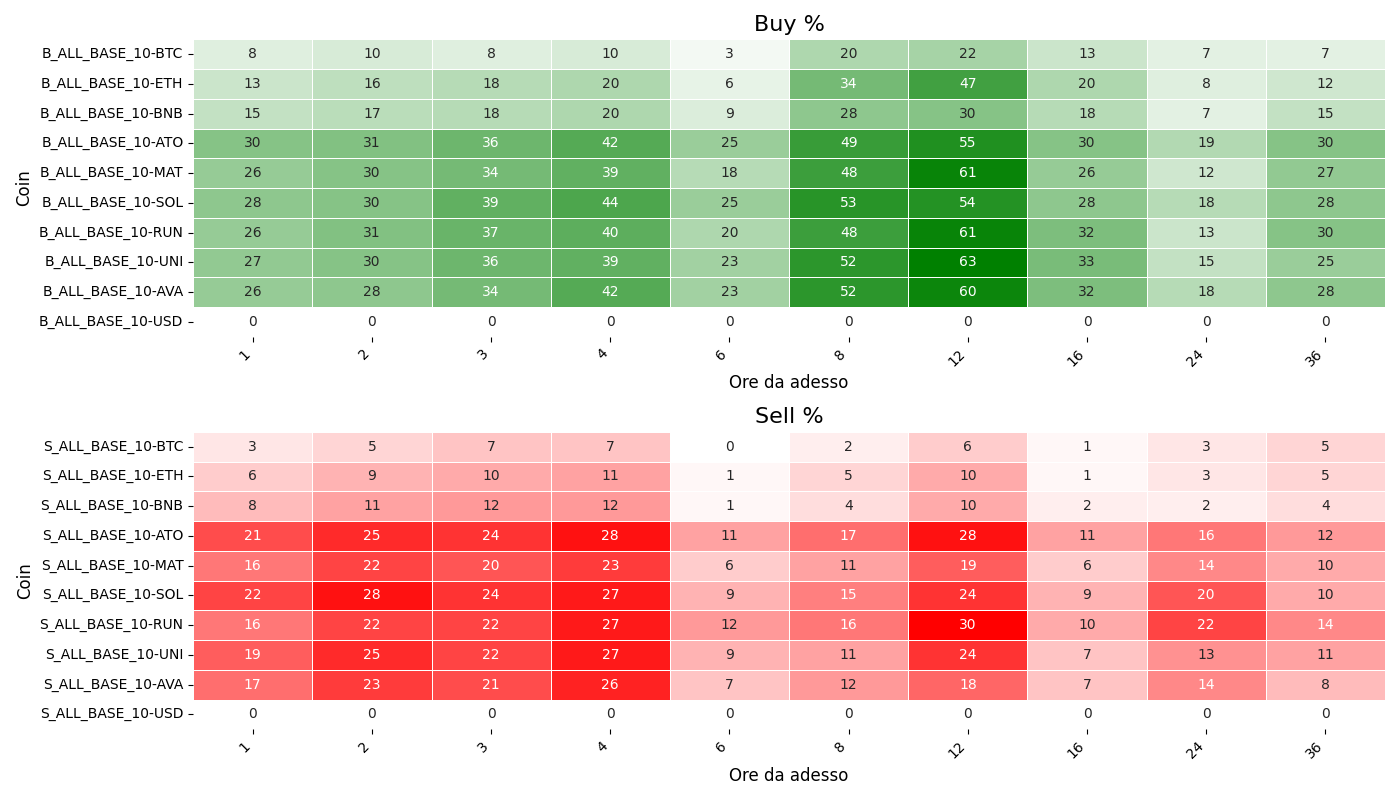 Buy %
Coin
B_ALL_BASE_10-BTC 8 10 8 10 3 20 22 13 7 7
B_ALL_BASE_10-ETH 13 16 18 20 6 34 47 20 8 12
B_ALL_BASE_10-BNB 15 17 18 20 9 28 30 18 7 15
B_ALL_BASE_10-ATO 30 31 36 42 25 49 55 30 19 30
B_ALL_BASE_10-MAT 26 30 34 39 18 48 61 26 12 27
B_ALL_BASE_10-SOL 28 30 39 44 25 53 54 28 18 28
B_ALL_BASE_10-RUN 26 31 37 40 20 48 61 32 13 30
B_ALL_BASE_10-UNI 27 30 36 39 23 52 63 33 15 25
B_ALL_BASE_10-AVA 26 28 34 42 23 52 60 32 18 28
B_ALL_BASE_10-USD 0 0 0 0 0 0 0 0 0 0
1 2 3 4 6 8 12 16 24 36
Ore da adesso
Sell %
Coin
S_ALL_BASE_10-BTC 3 5 7 7 0 2 6 1 3 5
S_ALL_BASE_10-ETH 6 9 10 11 1 5 10 1 3 5
S_ALL_BASE_10-BNB 8 11 12 12 1 4 10 2 2 4
S_ALL_BASE_10-ATO 21 25 24 28 11 17 28 11 16 12
S_ALL_BASE_10-MAT 16 22 20 23 6 11 19 6 14 10
S_ALL_BASE_10-SOL 22 28 24 27 9 15 24 9 20 10
S_ALL_BASE_10-RUN 16 22 22 27 12 16 30 10 22 14
S_ALL_BASE_10-UNI 19 25 22 27 9 11 24 7 13 11
S_ALL_BASE_10-AVA 17 23 21 26 7 12 18 7 14 8
S_ALL_BASE_10-USD 0 0 0 0 0 0 0 0 0 0
1 2 3 4 6 8 12 16 24 36
Ore da adesso